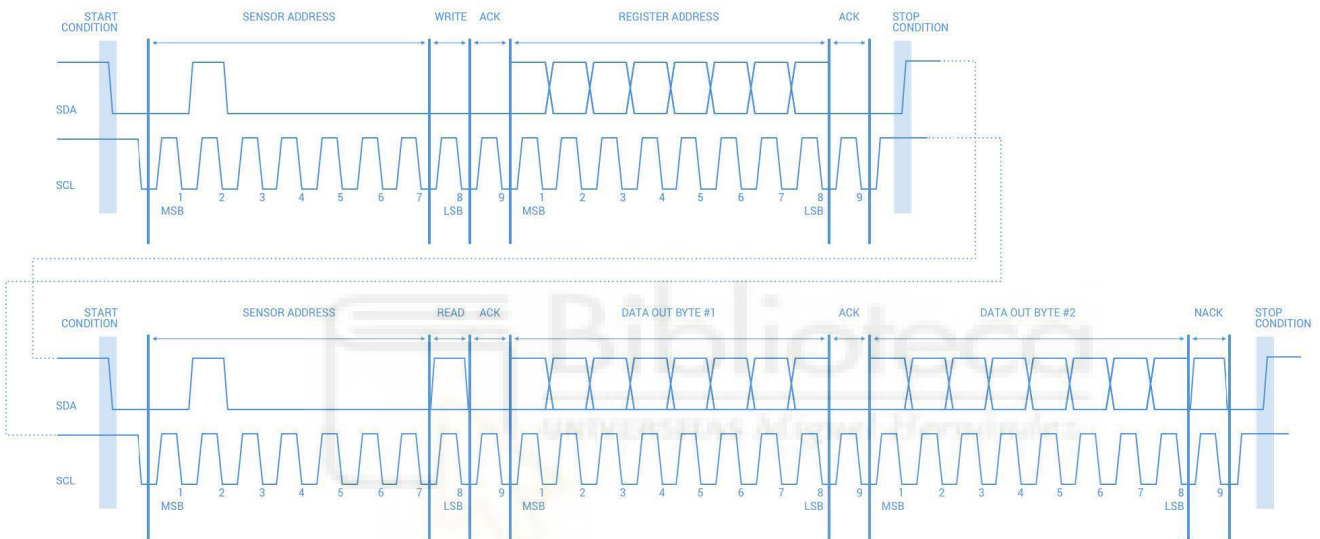 START CONDITION
SENSOR ADDRESS
WRITE
ACK
REGISTER ADDRESS
ACK
STOP CONDITION
SDA
SCL
1 2 3 4 5 6 7 8 9 1 2 3 4 5 6 7 8 9
MSB LSB MSB LSB
START CONDITION
SENSOR ADDRESS
READ
ACK
DATA OUT BYTE #1
ACK
DATA OUT BYTE #2
NACK
STOP CONDITION
SDA
SCL
1 2 3 4 5 6 7 8 9 1 2 3 4 5 6 7 8 9 1 2 3 4 5 6 7 8 9
MSB LSB MSB LSB MSB LSB
Biblioteca
UNIVERSITAS Miguel Hernández